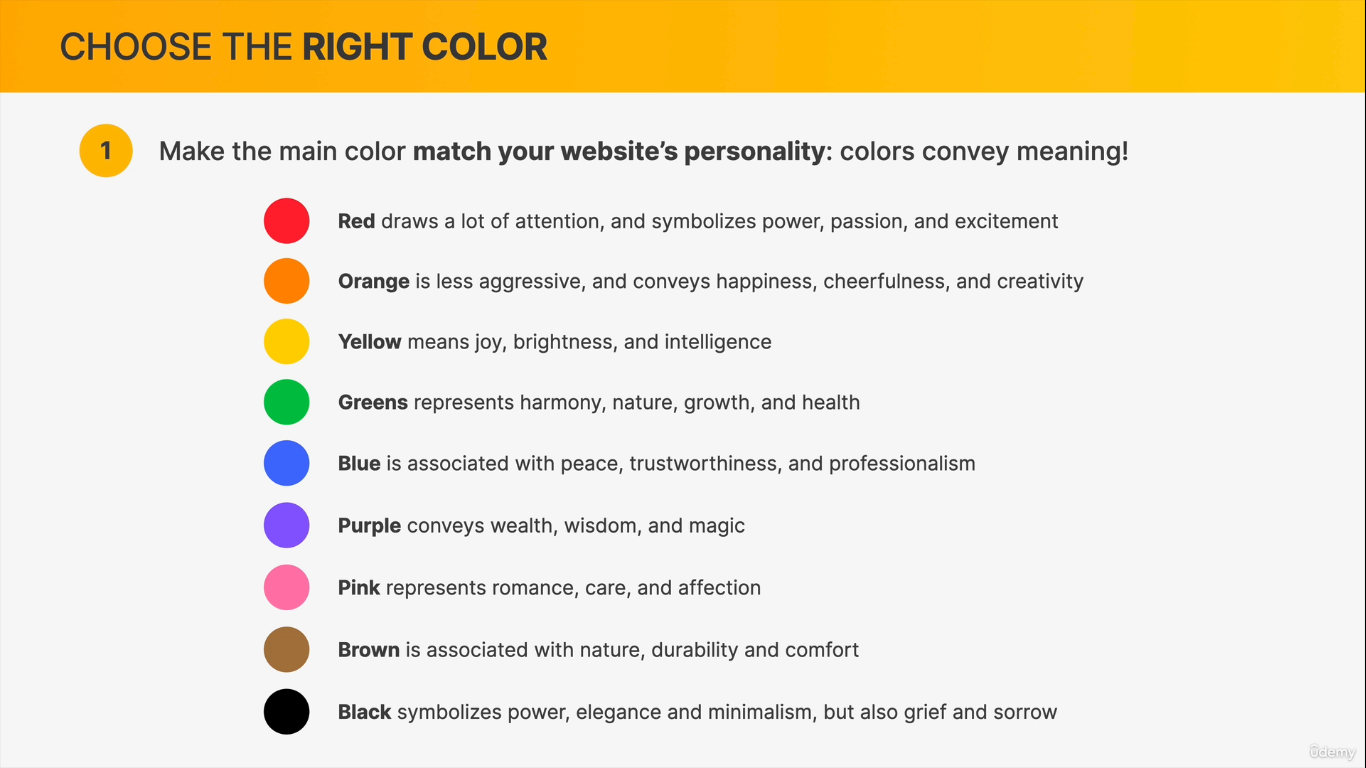 CHOOSE THE RIGHT COLOR
1
Make the main color match your website’s personality: colors convey meaning!
Red draws a lot of attention, and symbolizes power, passion, and excitement
Orange is less aggressive, and conveys happiness, cheerfulness, and creativity
Yellow means joy, brightness, and intelligence
Greens represents harmony, nature, growth, and health
Blue is associated with peace, trustworthiness, and professionalism
Purple conveys wealth, wisdom, and magic
Pink represents romance, care, and affection
Brown is associated with nature, durability and comfort
Black symbolizes power, elegance and minimalism, but also grief and sorrow
ûdemy